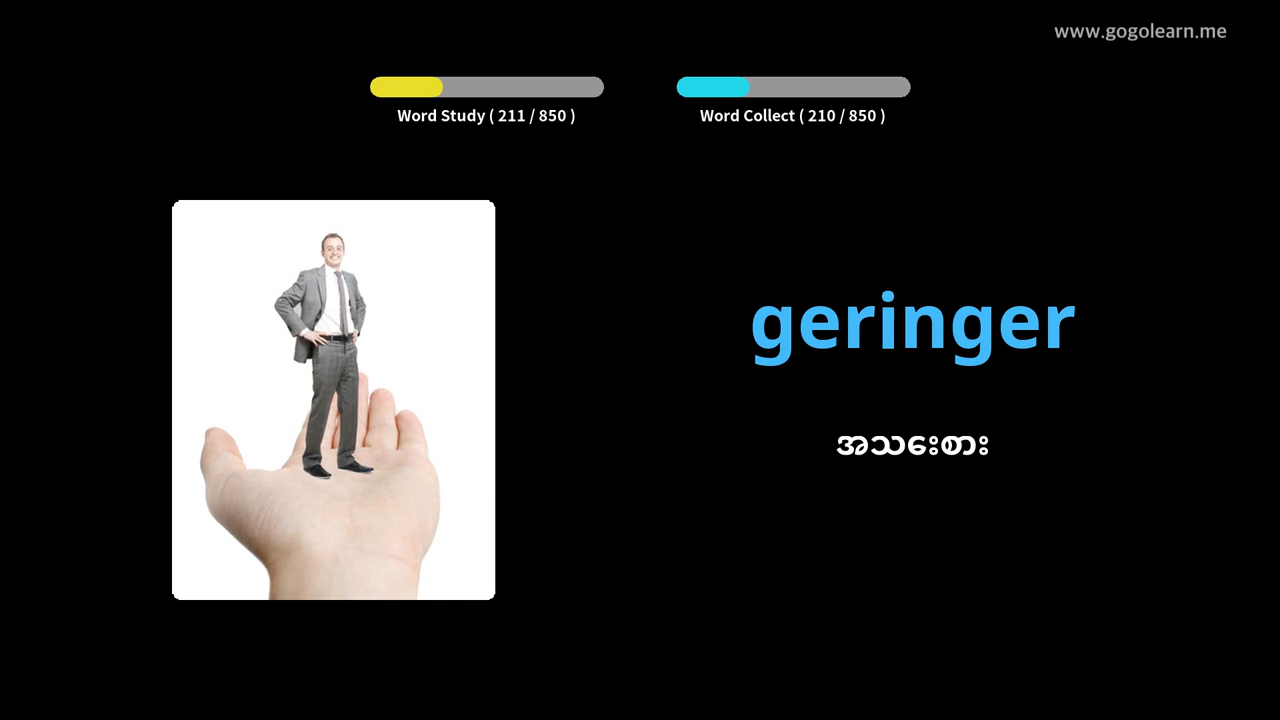 www.gogolearn.me
Word Study ( 211 / 850 )
Word Collect ( 210 / 850 )
geringer
အသေးစား